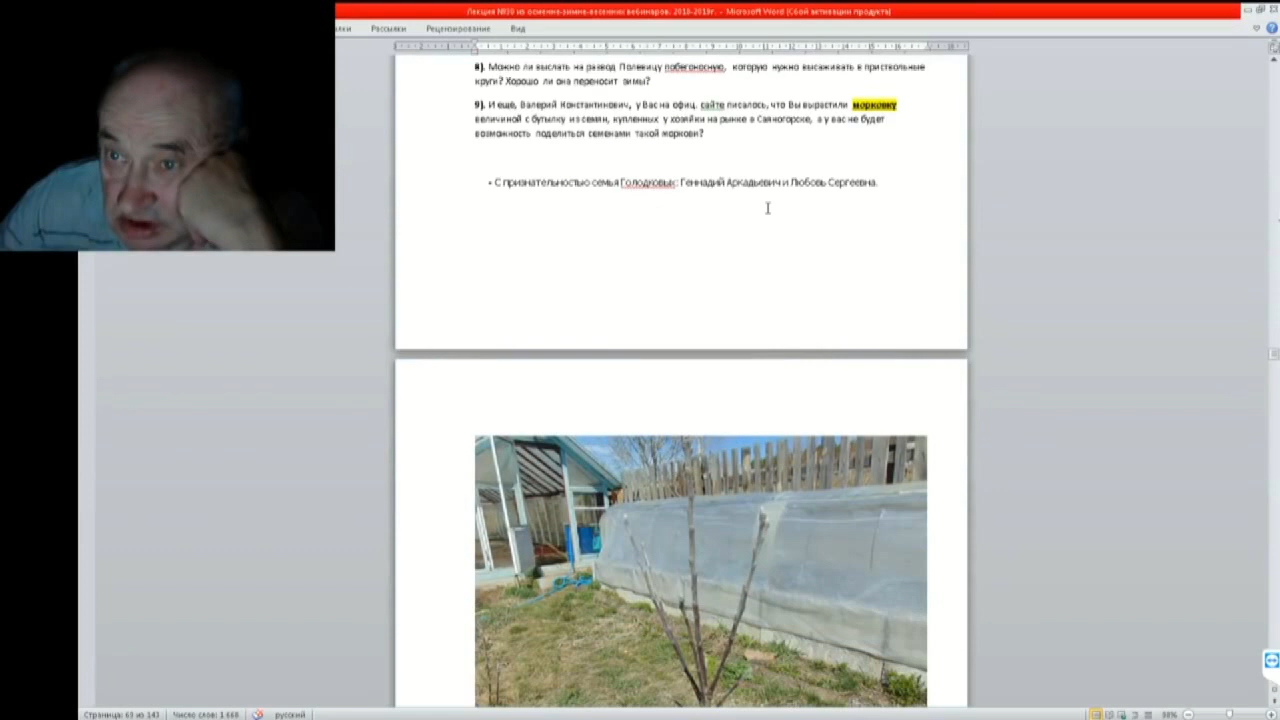 Лекция №30 из осенне-зимне-весенних вебинаров. 2018-2019г. - Microsoft Word (Сбой активации продукта)
Рассылки Рецензирование Вид
8). Можно ли выслать на развод Полевицу побегоносную, которую нужно высаживать в приствольные
круги? Хорошо ли она переносит зимы?
9). И ещё, Валерий Константинович, у Вас на офиц. сайте писалось, что Вы вырастили морковку
величиной с бутылку из семян, купленных у хозяйки на рынке в Саяногорске, а у вас не будет
возможность поделиться семенами такой моркови?
• С признательностью семья Голодковых: Геннадий Аркадьевич и Любовь Сергеевна.
Страница: 63 из 143 Число слов: 1 668 русский 98%